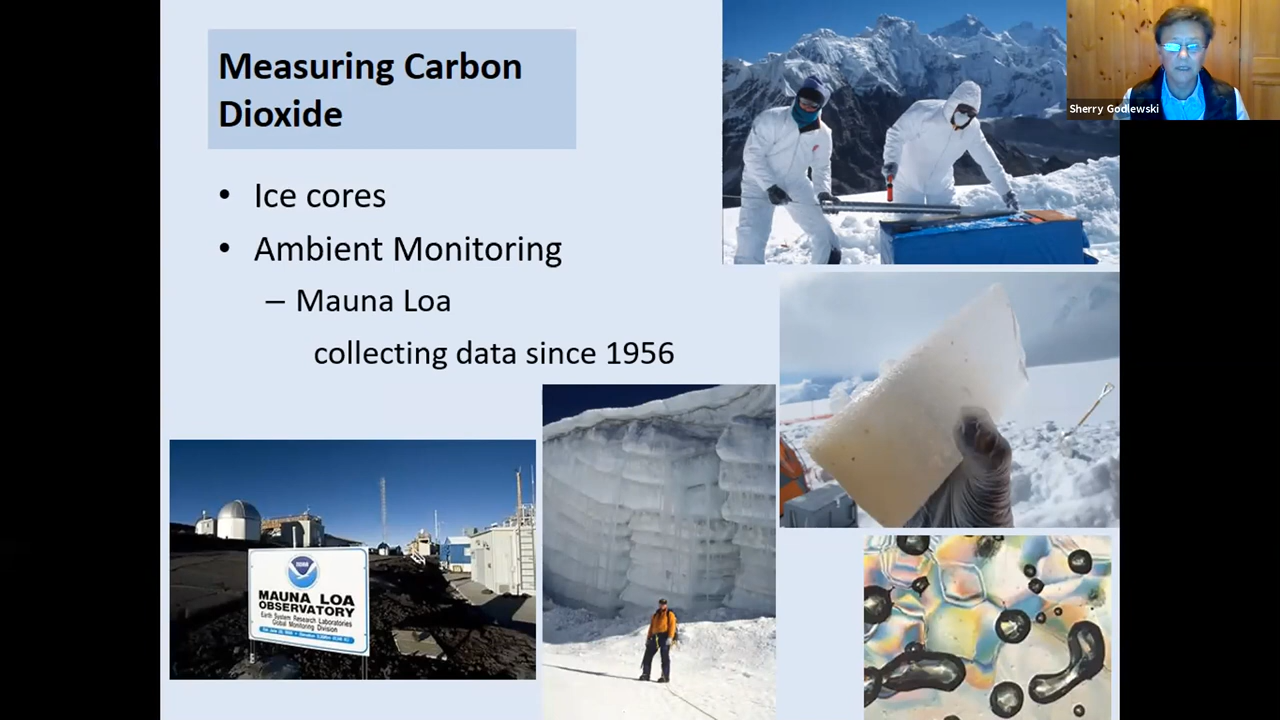 Measuring Carbon
Dioxide
• Ice cores
• Ambient Monitoring
– Mauna Loa
collecting data since 1956
Sherry Godlewski
MAUNA LOA
OBSERVATORY
Earth System Research Laboratories
Global Monitoring Division